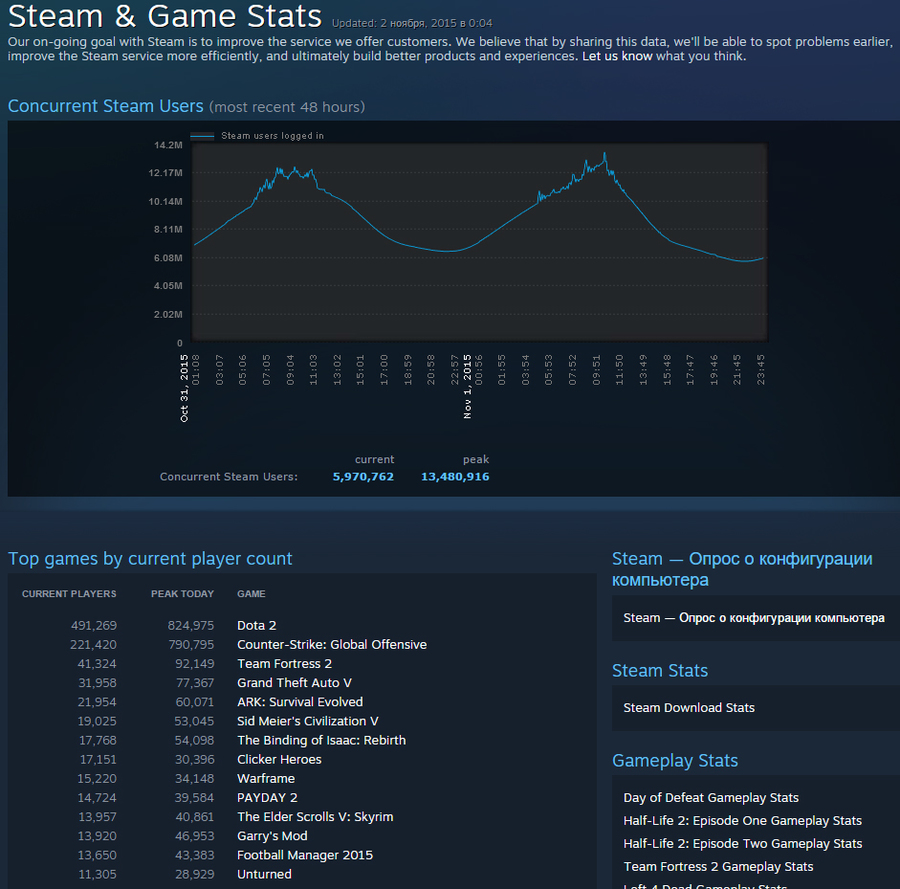 Steam & Game Stats Updated: 2 ноября, 2015 в 0:04
Our on-going goal with Steam is to improve the service we offer customers. We believe that by sharing this data, we'll be able to spot problems earlier,
improve the Steam service more efficiently, and ultimately build better products and experiences. Let us know what you think.
Concurrent Steam Users (most recent 48 hours)
Steam users logged in
14.2M
12.17M
10.14M
8.11M
6.08M
4.05M
2.02M
0
Oct 31, 2015
01:08
03:07
05:06
07:05
09:04
11:03
13:02
15:01
17:00
18:59
20:58
22:57
Nov 1, 2015
00:56
01:55
03:54
05:53
07:52
09:51
11:50
13:49
15:48
17:47
19:46
21:45
23:45
current peak
Concurrent Steam Users: 5,970,762 13,480,916
Top games by current player count
CURRENT PLAYERS PEAK TODAY GAME
491,269 824,975 Dota 2
221,420 790,795 Counter-Strike: Global Offensive
41,324 92,149 Team Fortress 2
31,958 77,367 Grand Theft Auto V
21,954 60,071 ARK: Survival Evolved
19,025 53,045 Sid Meier's Civilization V
17,768 54,098 The Binding of Isaac: Rebirth
17,151 30,396 Clicker Heroes
15,220 34,148 Warframe
14,724 39,584 PAYDAY 2
13,957 40,861 The Elder Scrolls V: Skyrim
13,920 46,953 Garry's Mod
13,650 43,383 Football Manager 2015
11,305 28,929 Unturned
Steam — Опрос о конфигурации
компьютера
Steam — Опрос о конфигурации компьютера
Steam Stats
Steam Download Stats
Gameplay Stats
Day of Defeat Gameplay Stats
Half-Life 2: Episode One Gameplay Stats
Half-Life 2: Episode Two Gameplay Stats
Team Fortress 2 Gameplay Stats
Left 4 Dead Gameplay Stats